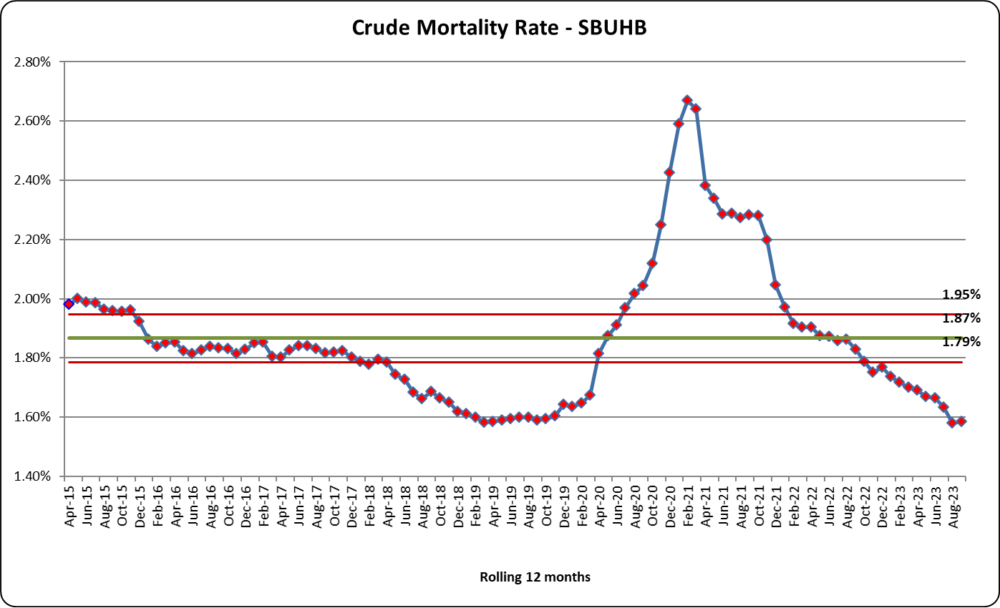 Crude Mortality Rate - SBUHB
2.80%
2.60%
2.40%
2.20%
2.00%
1.80%
1.60%
1.40%
1.95%
1.87%
1.79%
Apr-15
Jun-15
Aug-15
Oct-15
Dec-15
Feb-16
Apr-16
Jun-16
Aug-16
Oct-16
Dec-16
Feb-17
Apr-17
Jun-17
Aug-17
Oct-17
Dec-17
Feb-18
Apr-18
Jun-18
Aug-18
Oct-18
Dec-18
Feb-19
Apr-19
Jun-19
Aug-19
Oct-19
Dec-19
Feb-20
Apr-20
Jun-20
Aug-20
Oct-20
Dec-20
Feb-21
Apr-21
Jun-21
Aug-21
Oct-21
Dec-21
Feb-22
Apr-22
Jun-22
Aug-22
Oct-22
Dec-22
Feb-23
Apr-23
Jun-23
Aug-23
Rolling 12 months